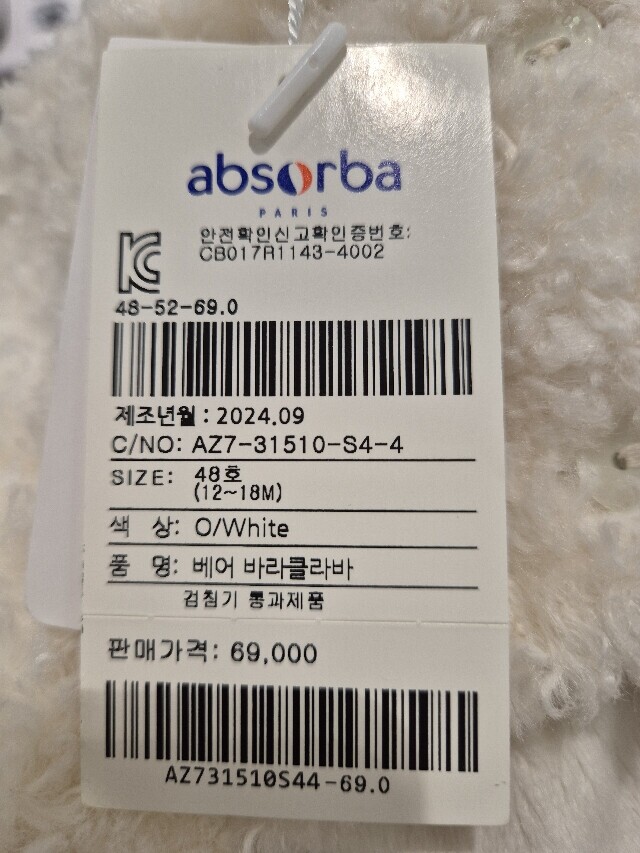 absorba
PARIS
안전확인신고확인증번호:
CB017R1143-4002
48-52-69.0
제조년월 : 2024.09
C/NO: AZ7-31510-S4-4
SIZE: 48호
(12~18M)
색 상: O/White
품 명: 베어 바라클라바
검침기 통과제품
판매가격: 69,000
AZ731510S44-69.0